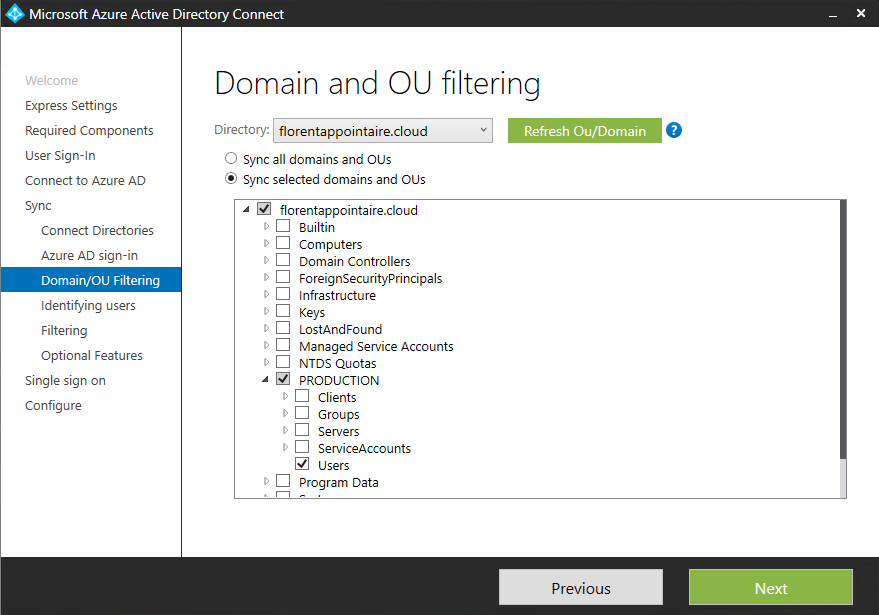 Microsoft Azure Active Directory Connect
Welcome
Express Settings
Required Components
User Sign-In
Connect to Azure AD
Sync
Connect Directories
Azure AD sign-in
Domain/OU Filtering
Identifying users
Filtering
Optional Features
Single sign on
Configure
Domain and OU filtering
Directory: florentappointaire.cloud Refresh Ou/Domain ?
Sync all domains and OUs
Sync selected domains and OUs
florentappointaire.cloud
Builtin
Computers
Domain Controllers
ForeignSecurityPrincipals
Infrastructure
Keys
LostAndFound
Managed Service Accounts
NTDS Quotas
PRODUCTION
Clients
Groups
Servers
ServiceAccounts
Users
Program Data
Previous Next